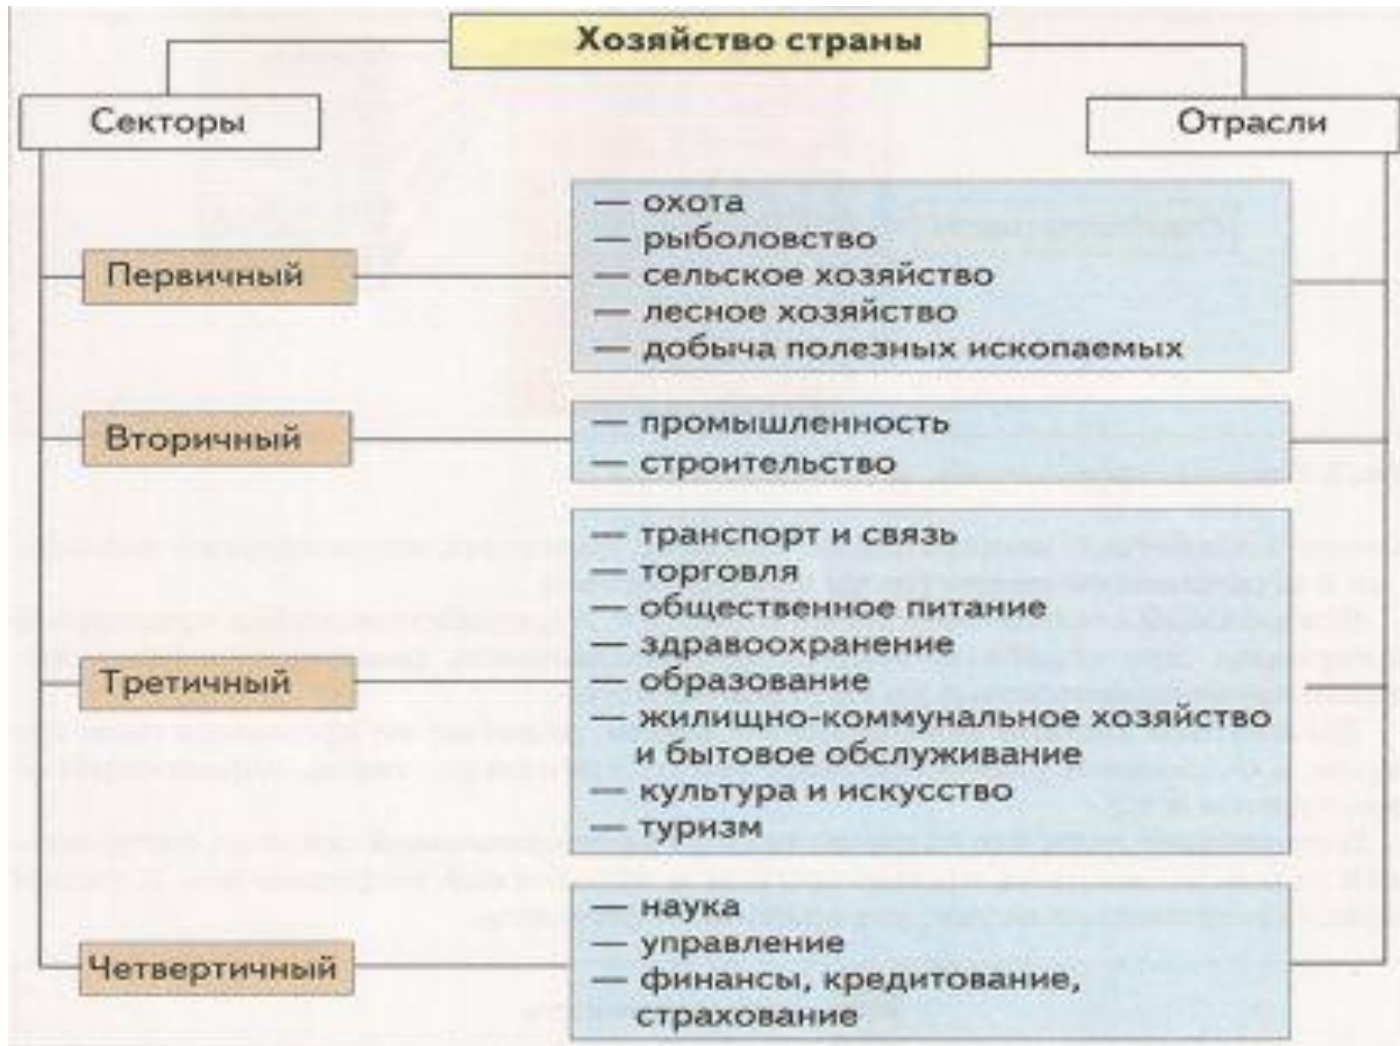 Хозяйство страны
Секторы
Отрасли
Первичный
— охота
— рыболовство
— сельское хозяйство
— лесное хозяйство
— добыча полезных ископаемых
Вторичный
— промышленность
— строительство
Третичный
— транспорт и связь
— торговля
— общественное питание
— здравоохранение
— образование
— жилищно-коммунальное хозяйство
и бытовое обслуживание
— культура и искусство
— туризм
Четвертичный
— наука
— управление
— финансы, кредитование,
страхование